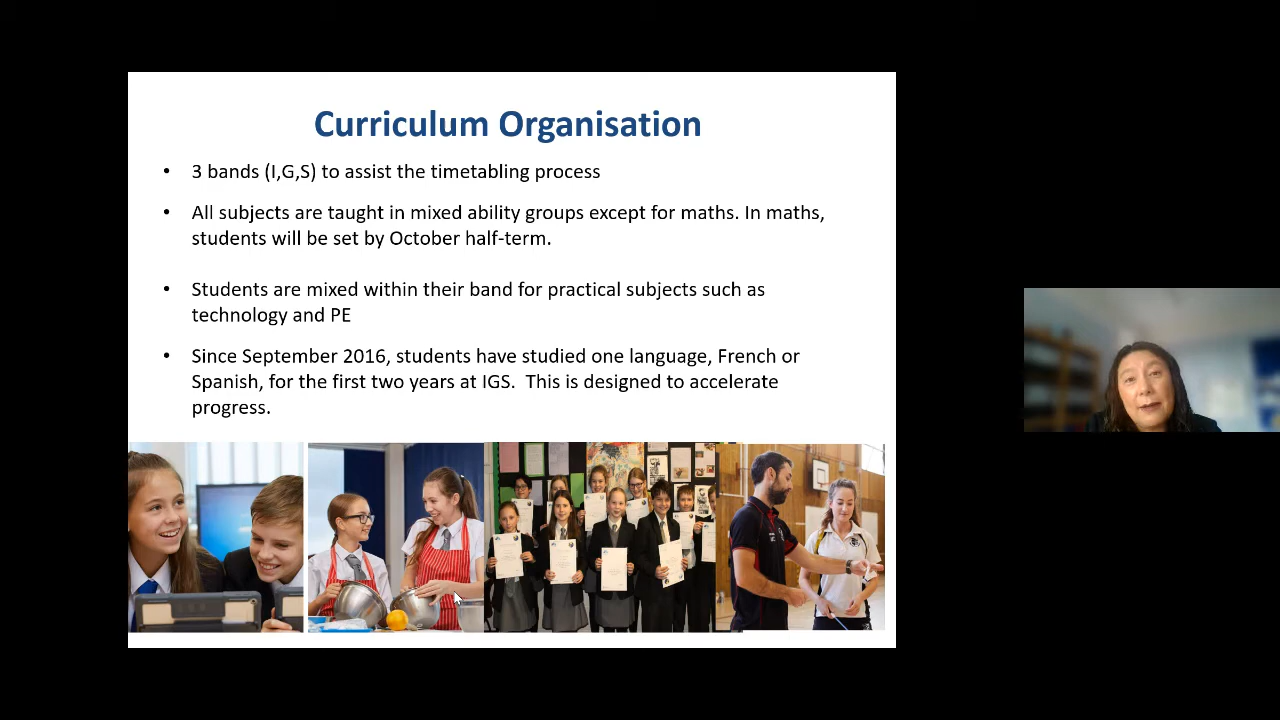 Curriculum Organisation
• 3 bands (I,G,S) to assist the timetabling process
• All subjects are taught in mixed ability groups except for maths. In maths,
students will be set by October half-term.
• Students are mixed within their band for practical subjects such as
technology and PE
• Since September 2016, students have studied one language, French or
Spanish, for the first two years at IGS.  This is designed to accelerate
progress.